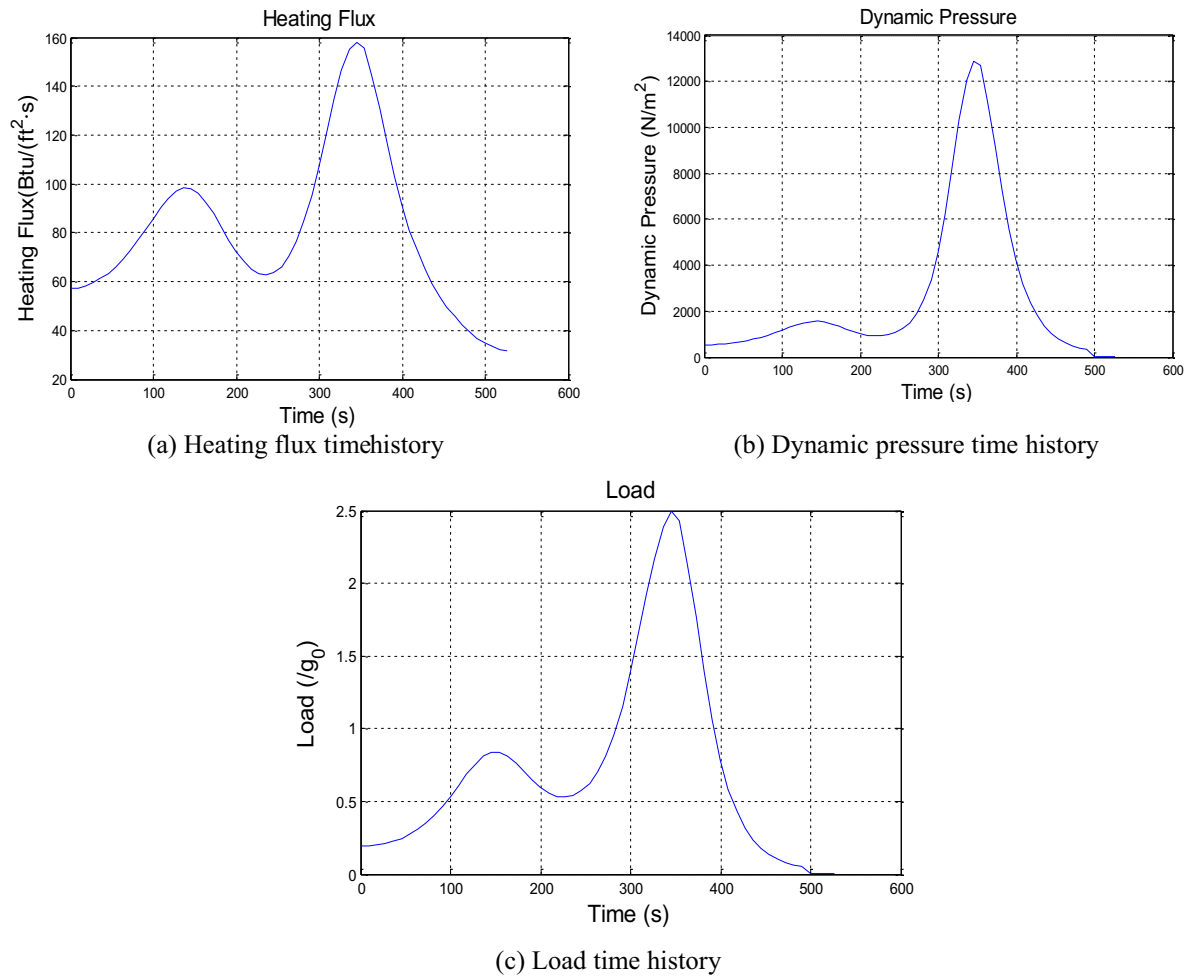 Heating Flux
Heating Flux(Btu/(ft²·s)
160
140
120
100
80
60
40
20
0 100 200 300 400 500 600
Time (s)
(a) Heating flux timehistory
Dynamic Pressure
Dynamic Pressure (N/m²)
14000
12000
10000
8000
6000
4000
2000
0
0 100 200 300 400 500 600
Time (s)
(b) Dynamic pressure time history
Load
Load (/g₀)
2.5
2
1.5
1
0.5
0
0 100 200 300 400 500 600
Time (s)
(c) Load time history